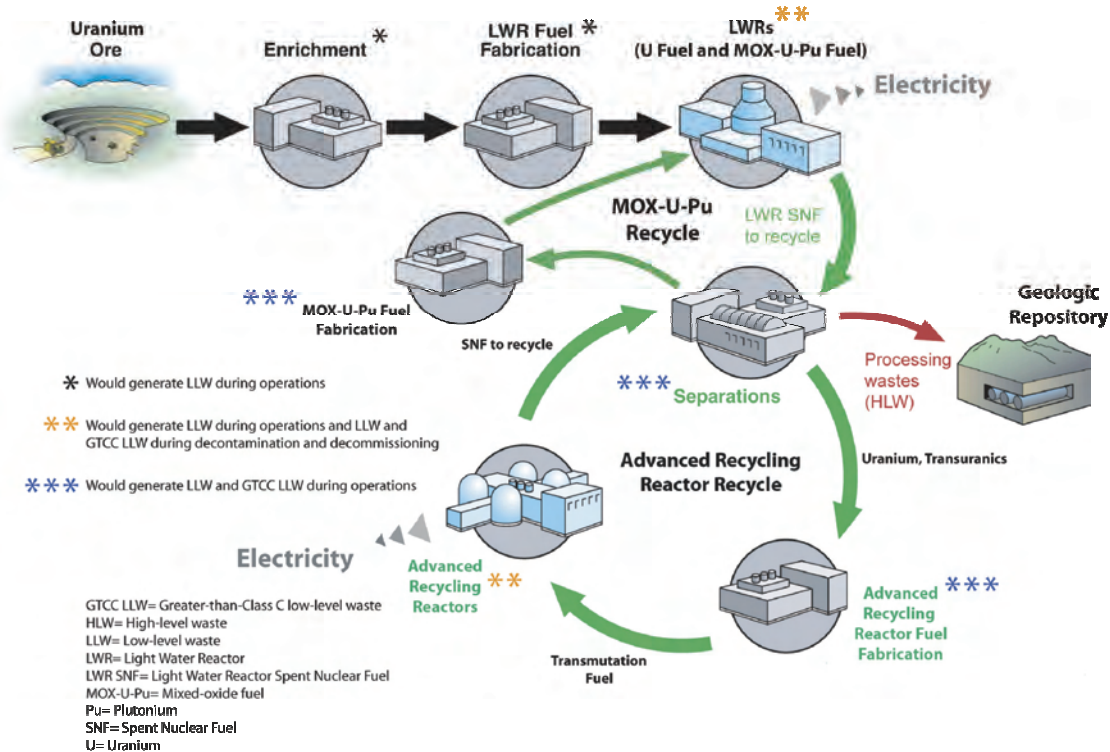 Uranium
Ore
Enrichment *
LWR Fuel *
Fabrication
LWRs **
(U Fuel and MOX-U-Pu Fuel)
Electricity
MOX-U-Pu
Recycle
LWR SNF
to recycle
*** MOX-U-Pu Fuel
Fabrication
SNF to recycle
*** Separations
Processing
wastes
(HLW)
Geologic
Repository
* Would generate LLW during operations
** Would generate LLW during operations and LLW and
GTCC LLW during decontamination and decommissioning
*** Would generate LLW and GTCC LLW during operations
Advanced Recycling
Reactor Recycle
Uranium, Transuranics
Electricity
Advanced
Recycling **
Reactors
Transmutation
Fuel
Advanced ***
Recycling
Reactor Fuel
Fabrication
GTCC LLW= Greater-than-Class C low-level waste
HLW= High-level waste
LLW= Low-level waste
LWR= Light Water Reactor
LWR SNF= Light Water Reactor Spent Nuclear Fuel
MOX-U-Pu= Mixed-oxide fuel
Pu= Plutonium
SNF= Spent Nuclear Fuel
U= Uranium